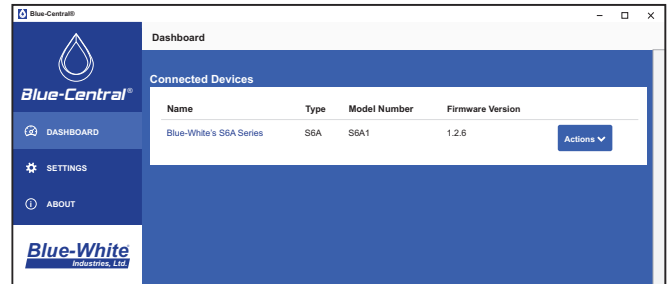 Blue-Central®
Dashboard
Blue-Central®
Connected Devices
Name Type Model Number Firmware Version
Blue-White's S6A Series S6A S6A1 1.2.6 Actions
DASHBOARD
SETTINGS
ABOUT
Blue-White
Industries, Ltd.